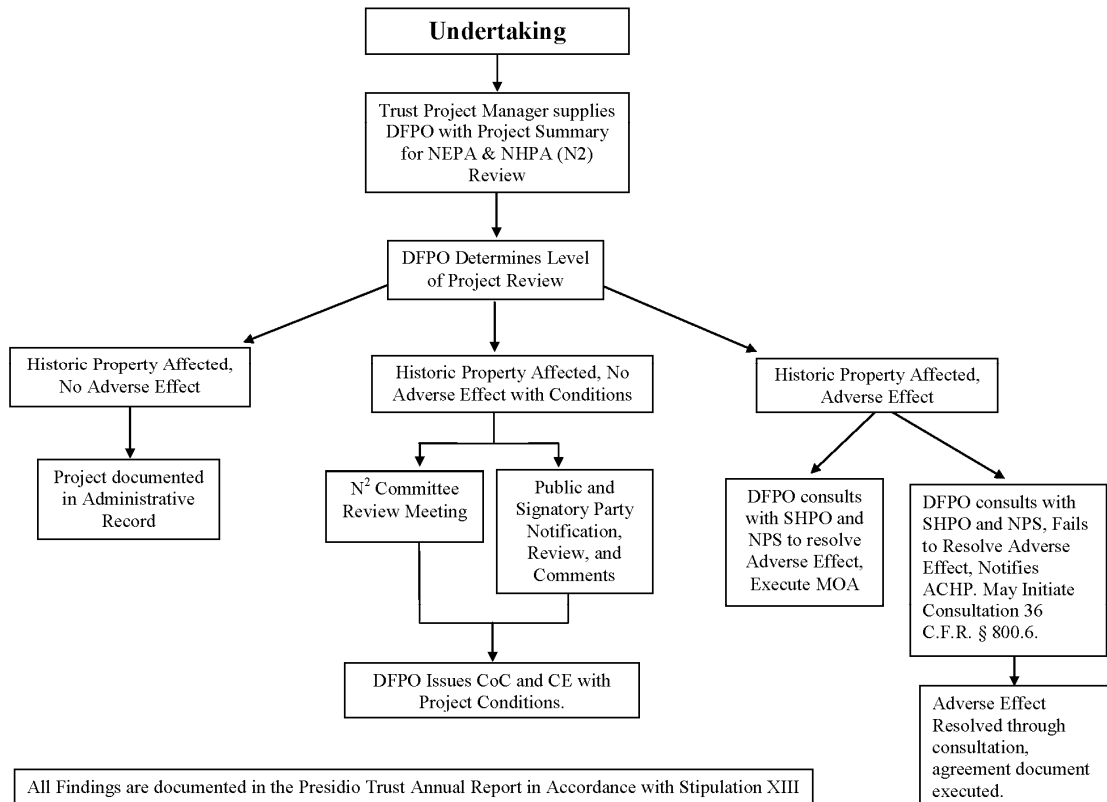 Undertaking
Trust Project Manager supplies
DFPO with Project Summary
for NEPA & NHPA (N2)
Review
DFPO Determines Level
of Project Review
Historic Property Affected,
No Adverse Effect
Historic Property Affected, No
Adverse Effect with Conditions
Historic Property Affected,
Adverse Effect
Project documented
in Administrative
Record
N² Committee
Review Meeting
Public and
Signatory Party
Notification,
Review, and
Comments
DFPO consults
with SHPO and
NPS to resolve
Adverse Effect,
Execute MOA
DFPO consults with
SHPO and NPS, Fails
to Resolve Adverse
Effect, Notifies
ACHP. May Initiate
Consultation 36
C.F.R. § 800.6.
DFPO Issues CoC and CE with
Project Conditions.
Adverse Effect
Resolved through
consultation,
agreement document
executed.
All Findings are documented in the Presidio Trust Annual Report in Accordance with Stipulation XIII